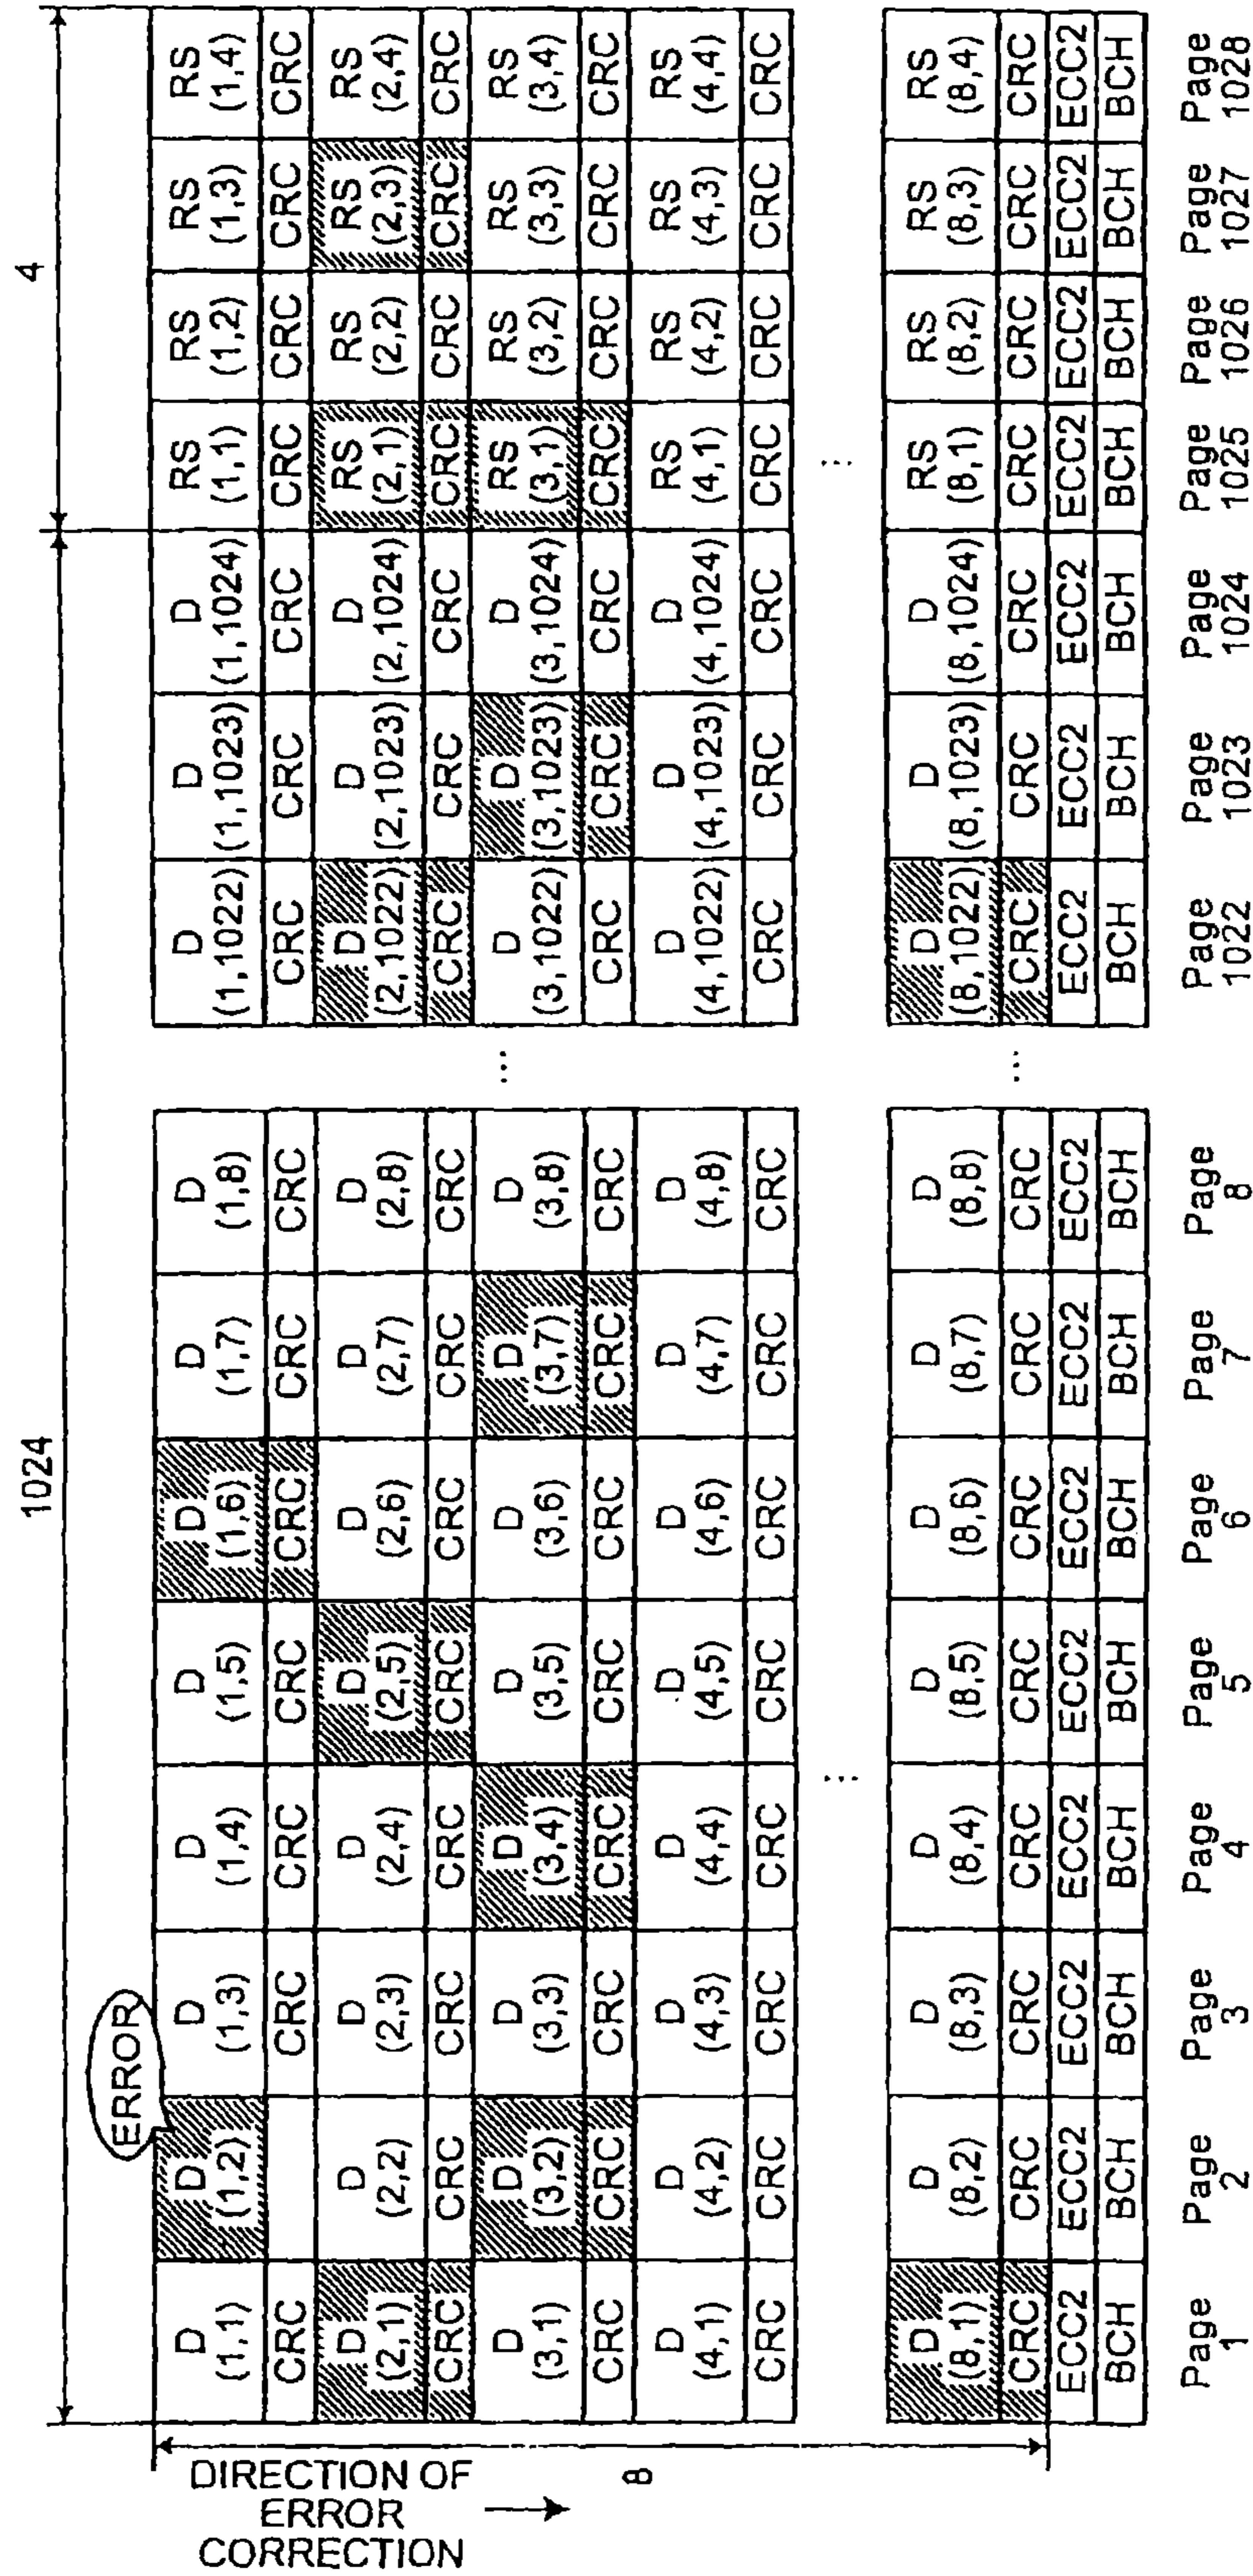 1024
4
ERROR
D D D D D D D D D D D RS RS RS RS
(1,1) (1,2) (1,3) (1,4) (1,5) (1,6) (1,7) (1,8) ... (1,1022) (1,1023) (1,1024) (1,1) (1,2) (1,3) (1,4)
CRC CRC CRC CRC CRC CRC CRC CRC CRC CRC CRC CRC CRC CRC
D D D D D D D D D D D RS RS RS RS
(2,1) (2,2) (2,3) (2,4) (2,5) (2,6) (2,7) (2,8) (2,1022) (2,1023) (2,1024) (2,1) (2,2) (2,3) (2,4)
CRC CRC CRC CRC CRC CRC CRC CRC CRC CRC CRC CRC CRC CRC CRC
D D D D D D D D D D D RS RS RS RS
(3,1) (3,2) (3,3) (3,4) (3,5) (3,6) (3,7) (3,8) (3,1022) (3,1023) (3,1024) (3,1) (3,2) (3,3) (3,4)
CRC CRC CRC CRC CRC CRC CRC CRC CRC CRC CRC CRC CRC CRC CRC
D D D D D D D D D D D RS RS RS RS
(4,1) (4,2) (4,3) (4,4) (4,5) (4,6) (4,7) (4,8) (4,1022) (4,1023) (4,1024) (4,1) (4,2) (4,3) (4,4)
CRC CRC CRC CRC CRC CRC CRC CRC CRC CRC CRC CRC CRC CRC CRC
D D D D D D D D D D D RS RS RS RS
(8,1) (8,2) (8,3) (8,4) (8,5) (8,6) (8,7) (8,8) ... (8,1022) (8,1023) (8,1024) (8,1) (8,2) (8,3) (8,4)
CRC CRC CRC CRC CRC CRC CRC CRC CRC CRC CRC CRC CRC CRC CRC
ECC2 ECC2 ECC2 ECC2 ECC2 ECC2 ECC2 ECC2 ECC2 ECC2 ECC2 ECC2 ECC2 ECC2 ECC2
BCH BCH BCH BCH BCH BCH BCH BCH BCH BCH BCH BCH BCH BCH BCH
Page Page Page Page Page Page Page Page Page Page Page Page Page Page Page
1 2 3 4 5 6 7 8 1022 1023 1024 1025 1026 1027 1028
8
DIRECTION OF
ERROR
CORRECTION